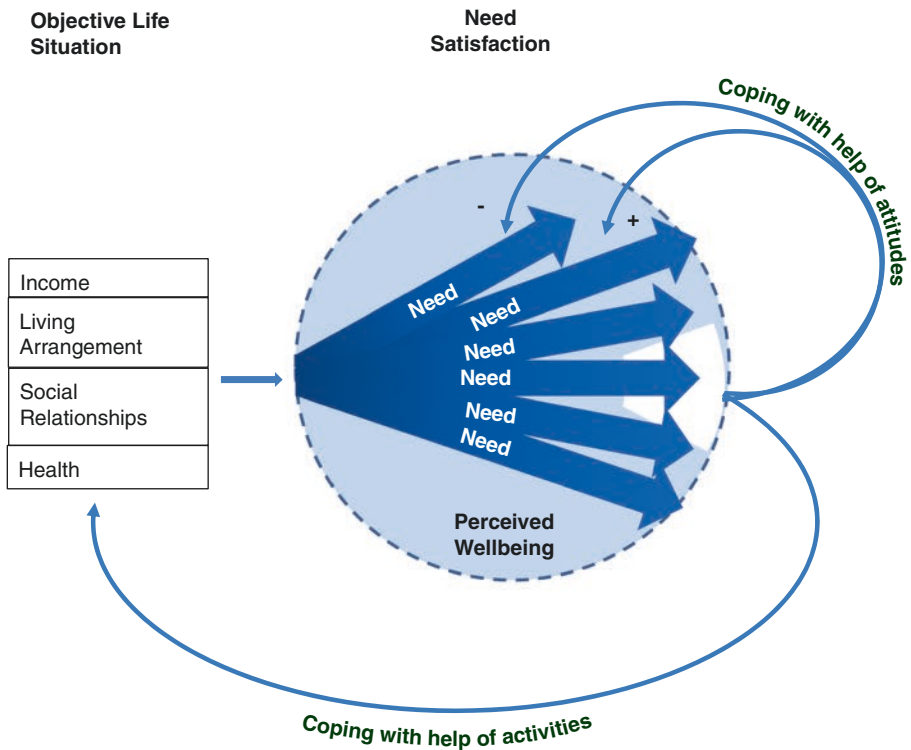 Objective Life
Situation
Need
Satisfaction
Coping with help of attitudes
-
+
Income
Living
Arrangement
Social
Relationships
Health
Need
Need
Need
Need
Need
Need
Perceived
Wellbeing
Coping with help of activities